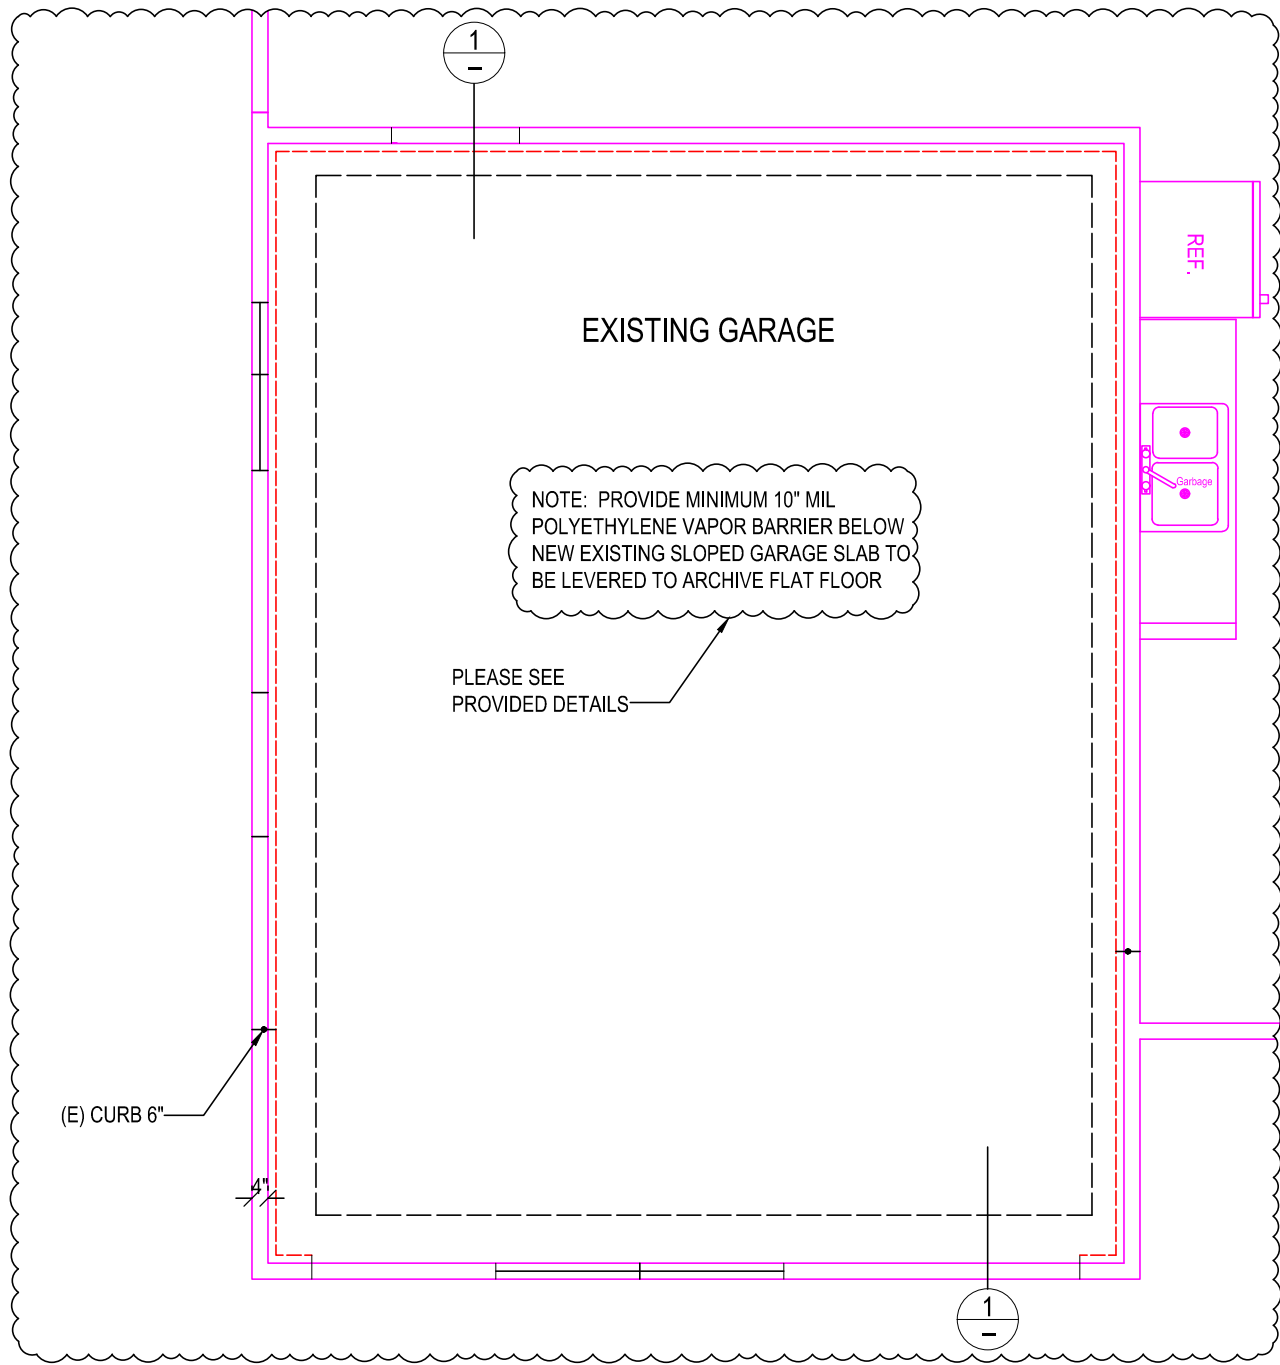 1
–
REF.
EXISTING GARAGE
Garbage
NOTE: PROVIDE MINIMUM 10" MIL
POLYETHYLENE VAPOR BARRIER BELOW
NEW EXISTING SLOPED GARAGE SLAB TO
BE LEVERED TO ARCHIVE FLAT FLOOR
PLEASE SEE
PROVIDED DETAILS
(E) CURB 6"
4"
1
–